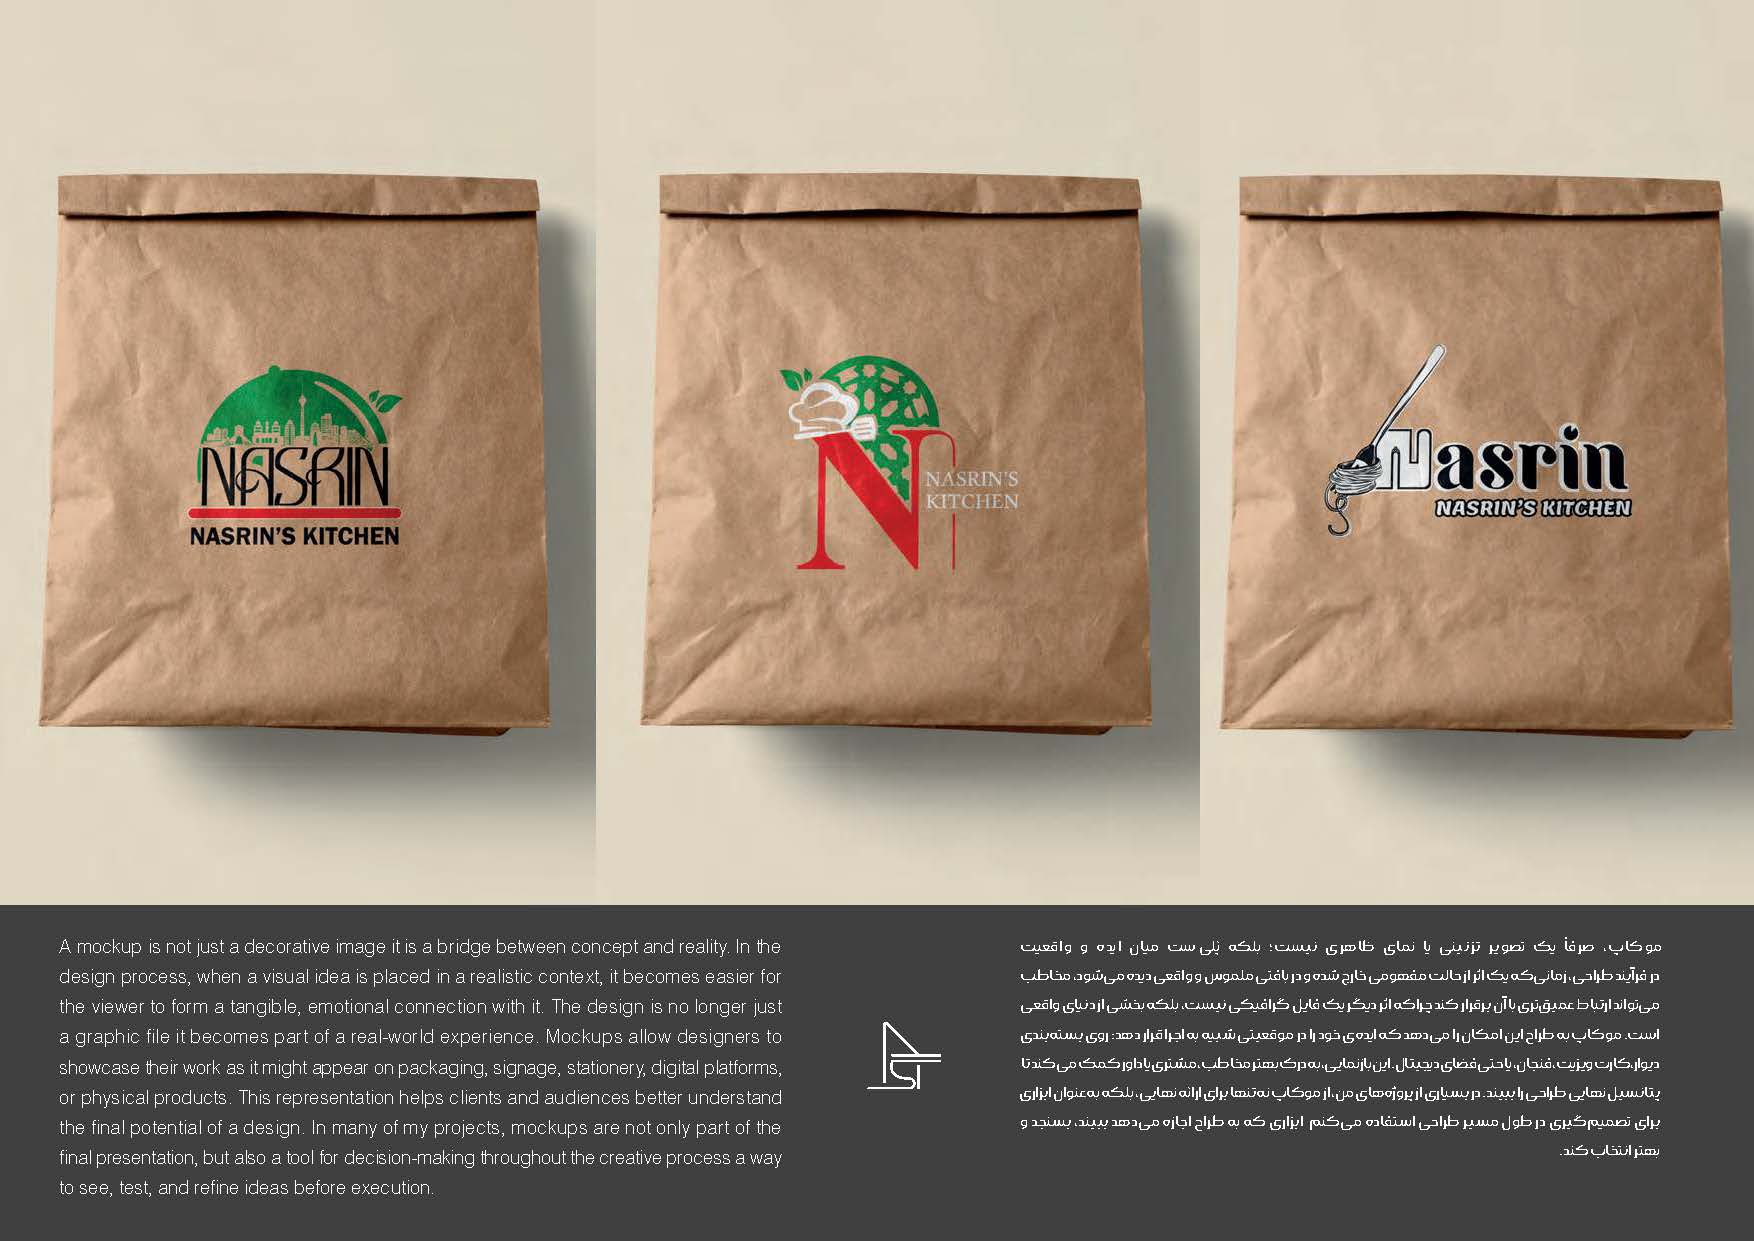 NASRIN
NASRIN'S KITCHEN
N
NASRIN'S
KITCHEN
Nasrin
NASRIN'S KITCHEN
A mockup is not just a decorative image it is a bridge between concept and reality. In the
design process, when a visual idea is placed in a realistic context, it becomes easier for
the viewer to form a tangible, emotional connection with it. The design is no longer just
a graphic file it becomes part of a real-world experience. Mockups allow designers to
showcase their work as it might appear on packaging, signage, stationery, digital platforms,
or physical products. This representation helps clients and audiences better understand
the final potential of a design. In many of my projects, mockups are not only part of the
final presentation, but also a tool for decision-making throughout the creative process a way
to see, test, and refine ideas before execution.
موکاپ، صرفاً یک تصویر تزئینی یا نمای ظاهری نیست؛ بلکه پُلی‌ست میان ایده و واقعیت
در فرآیند طراحی، زمانی‌که یک اثر از حالت مفهومی خارج شده و در بافتی ملموس و واقعی دیده می‌شود، مخاطب
می‌تواند ارتباط عمیق‌تری با آن برقرار کند چراکه اثر دیگر یک فایل گرافیکی نیست، بلکه بخشی از دنیای واقعی
است. موکاپ به طراح این امکان را می‌دهد که ایده‌ی خود را در موقعیتی شبیه به اجرا قرار دهد: روی بسته‌بندی
دیوار،کارت ویزیت، فنجان، یا حتی فضای دیجیتال. این بازنمایی، به درک بهتر مخاطب، مشتری یا داور کمک می‌کند تا
پتانسیل نهایی طراحی را ببیند. در بسیاری از پروژه‌های من، از موکاپ نه‌تنها برای ارائه نهایی، بلکه به‌عنوان ابزاری
برای تصمیم‌گیری در طول مسیر طراحی استفاده می‌کنم ابزاری که به طراح اجازه می‌دهد ببیند، بسنجد و
بهتر انتخاب کند.